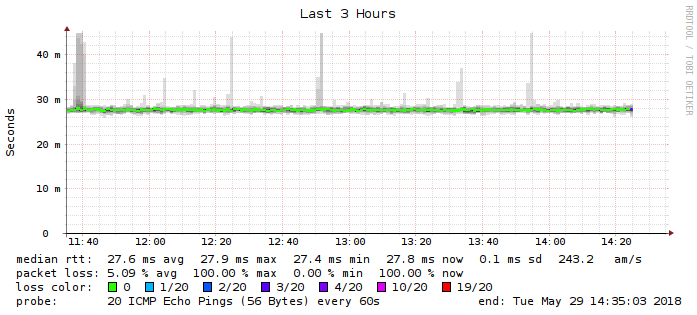 Last 3 Hours
RRDTOOL / TOBI OETIKER
Seconds
40 m
30 m
20 m
10 m
0
11:40 12:00 12:20 12:40 13:00 13:20 13:40 14:00 14:20
median rtt: 27.6 ms avg 27.9 ms max 27.4 ms min 27.8 ms now 0.1 ms sd 243.2 am/s
packet loss: 5.09 % avg 100.00 % max 0.00 % min 100.00 % now
loss color: 0 1/20 2/20 3/20 4/20 10/20 19/20
probe: 20 ICMP Echo Pings (56 Bytes) every 60s end: Tue May 29 14:35:03 2018